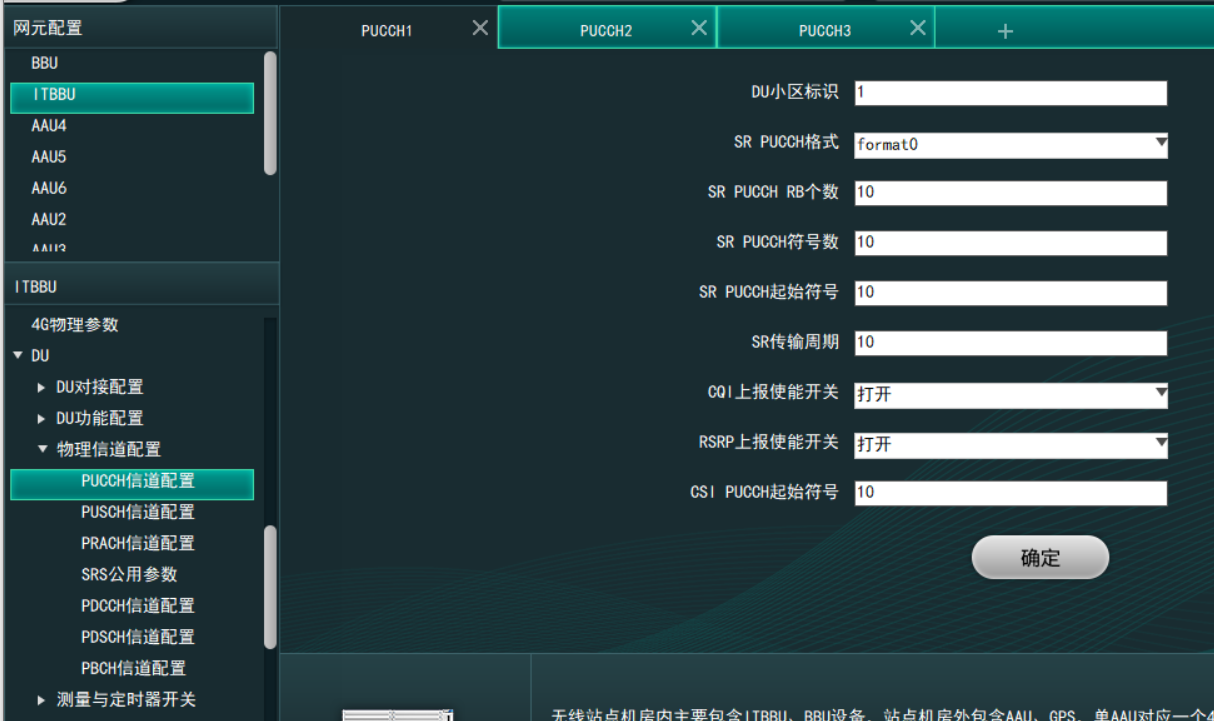 网元配置
BBU
ITBBU
AAU4
AAU5
AAU6
AAU2
AAU3
ITBBU
4G物理参数
DU
DU对接配置
DU功能配置
物理信道配置
PUCCH信道配置
PUSCH信道配置
PRACH信道配置
SRS公用参数
PDCCH信道配置
PDSCH信道配置
PBCH信道配置
测量与定时器开关
PUCCH1 PUCCH2 PUCCH3 +
DU小区标识 1
SR PUCCH格式 format0
SR PUCCH RB个数 10
SR PUCCH符号数 10
SR PUCCH起始符号 10
SR传输周期 10
CQI上报使能开关 打开
RSRP上报使能开关 打开
CSI PUCCH起始符号 10
确定
无线站点机房内主要包含ITBBU、BBU设备。站点机房外包含AAU、GPS。单AAU对应一个4